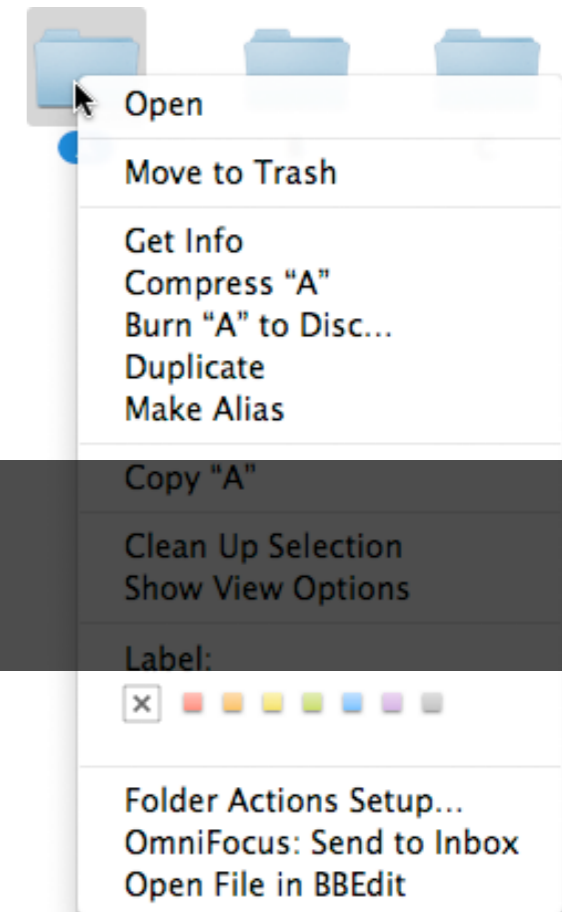 Open
Move to Trash
Get Info
Compress “A”
Burn “A” to Disc...
Duplicate
Make Alias
Copy “A”
Clean Up Selection
Show View Options
Label:
Folder Actions Setup...
OmniFocus: Send to Inbox
Open File in BBEdit